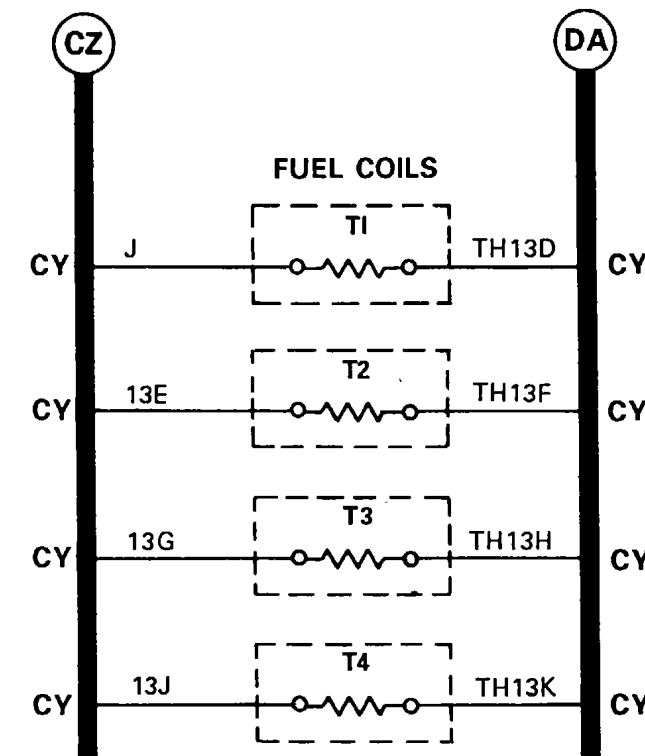 CZ DA
FUEL COILS
T1
CY J TH13D CY
T2
CY 13E TH13F CY
T3
CY 13G TH13H CY
T4
CY 13J TH13K CY